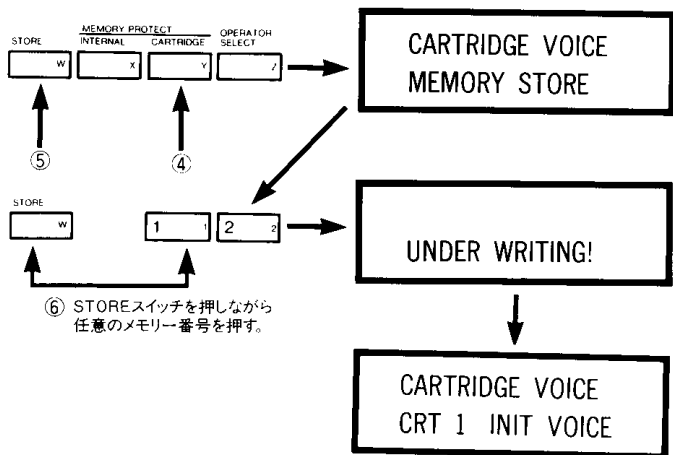 MEMORY PROTECT
STORE INTERNAL CARTRIDGE OPERATOR SELECT
W X Y Z
⑤ ④
CARTRIDGE VOICE
MEMORY STORE
STORE
W 1 1 2 2
UNDER WRITING!
⑥ STOREスイッチを押しながら
任意のメモリー番号を押す。
CARTRIDGE VOICE
CRT 1 INIT VOICE